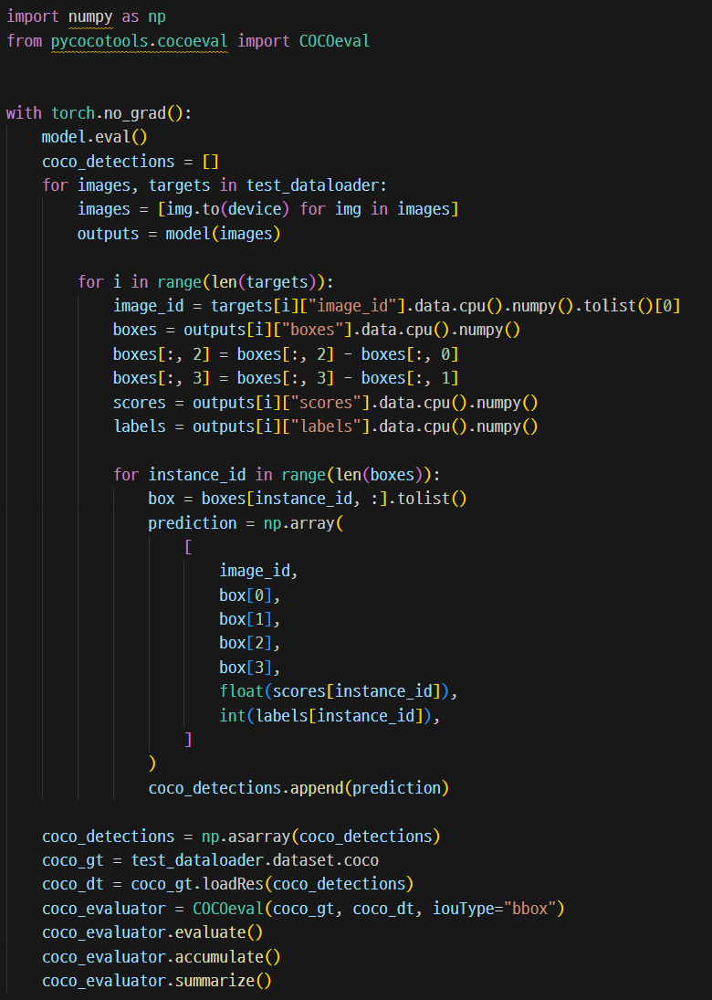 import numpy as np
from pycocotools.cocoeval import COCOeval


with torch.no_grad():
    model.eval()
    coco_detections = []
    for images, targets in test_dataloader:
        images = [img.to(device) for img in images]
        outputs = model(images)

        for i in range(len(targets)):
            image_id = targets[i]["image_id"].data.cpu().numpy().tolist()[0]
            boxes = outputs[i]["boxes"].data.cpu().numpy()
            boxes[:, 2] = boxes[:, 2] - boxes[:, 0]
            boxes[:, 3] = boxes[:, 3] - boxes[:, 1]
            scores = outputs[i]["scores"].data.cpu().numpy()
            labels = outputs[i]["labels"].data.cpu().numpy()

            for instance_id in range(len(boxes)):
                box = boxes[instance_id, :].tolist()
                prediction = np.array(
                    [
                        image_id,
                        box[0],
                        box[1],
                        box[2],
                        box[3],
                        float(scores[instance_id]),
                        int(labels[instance_id]),
                    ]
                )
                coco_detections.append(prediction)

    coco_detections = np.asarray(coco_detections)
    coco_gt = test_dataloader.dataset.coco
    coco_dt = coco_gt.loadRes(coco_detections)
    coco_evaluator = COCOeval(coco_gt, coco_dt, iouType="bbox")
    coco_evaluator.evaluate()
    coco_evaluator.accumulate()
    coco_evaluator.summarize()